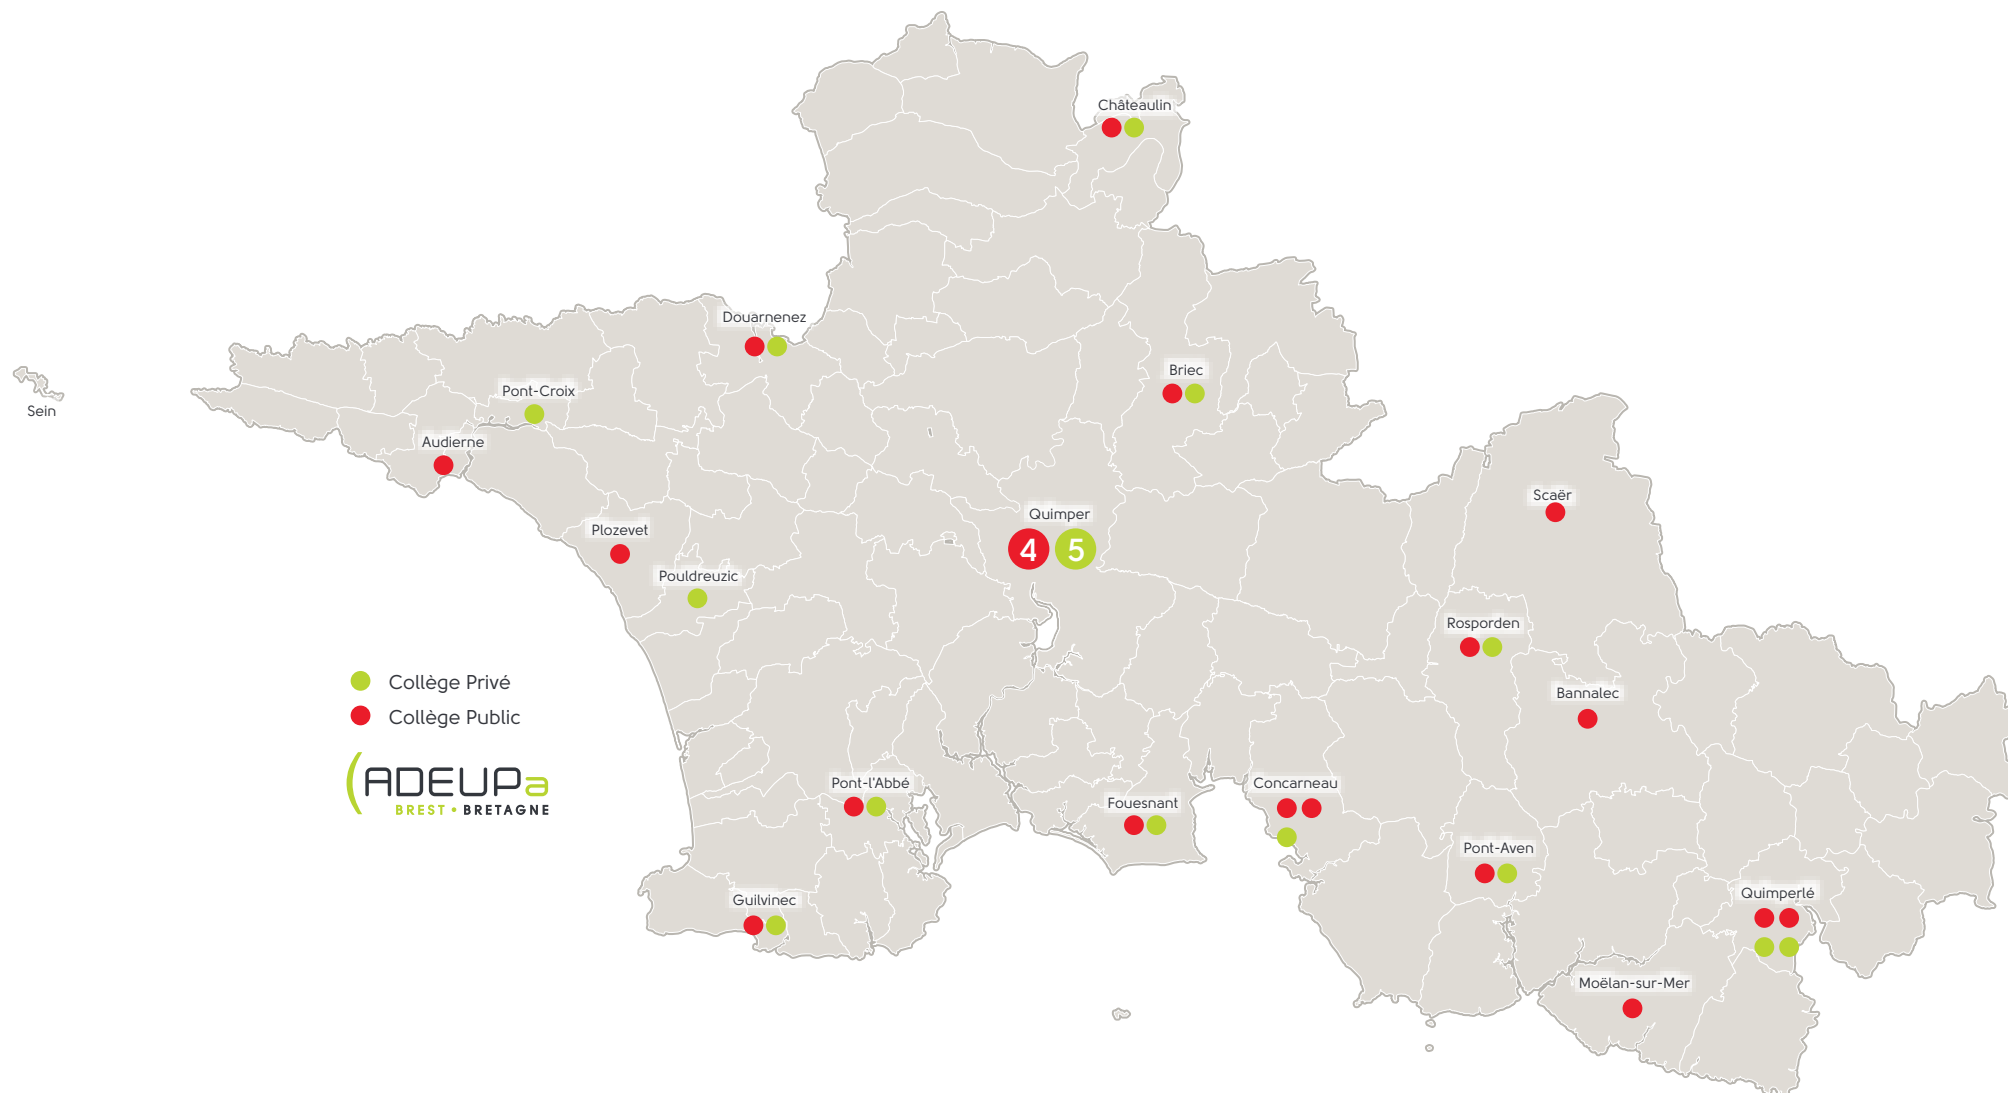 Châteaulin
Douarnenez
Briec
Pont-Croix
Sein
Audierne
Scaër
Quimper
Plozevet
4 5
Pouldreuzic
Rosporden
Collège Privé
Bannalec
Collège Public
ADEUPa
BREST • BRETAGNE
Pont-l'Abbé
Concarneau
Fouesnant
Pont-Aven
Quimperlé
Guilvinec
Moëlan-sur-Mer